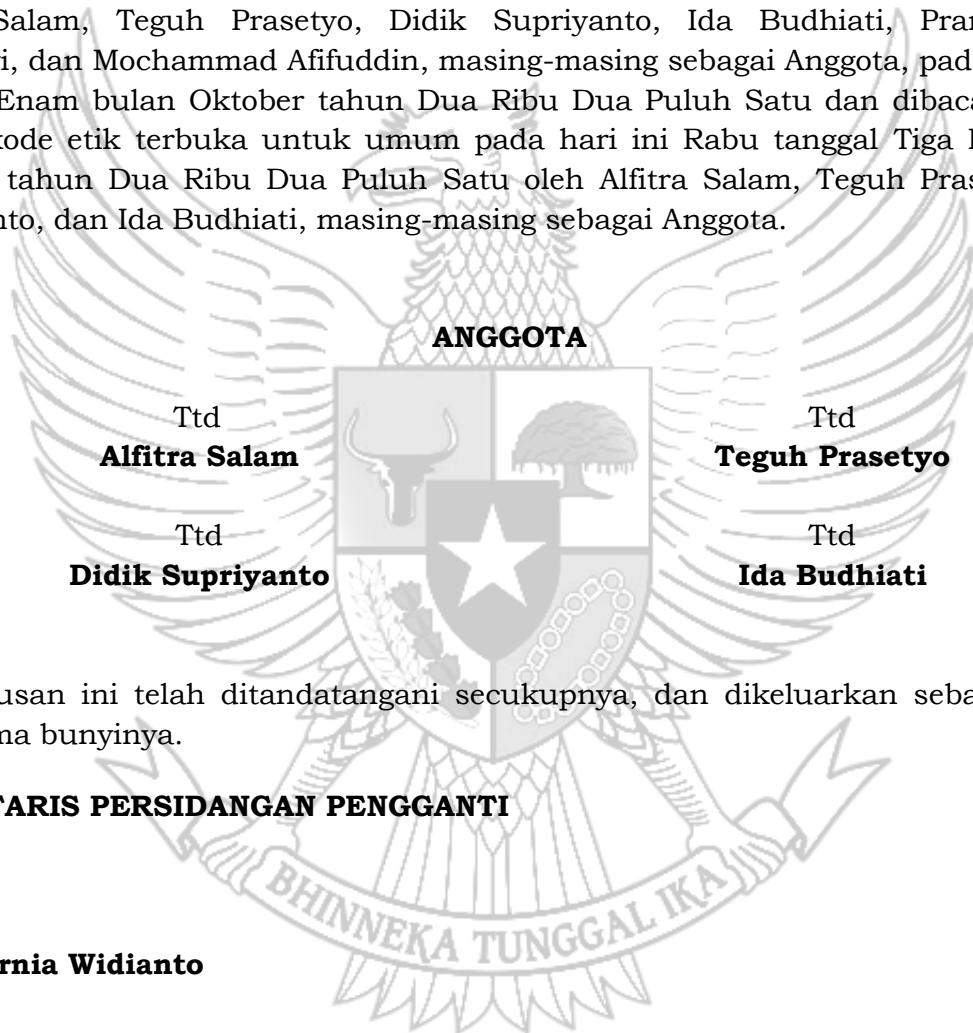 Salam, Teguh Prasetyo, Didik Supriyanto, Ida Budhiati, Pran
i, dan Mochammad Afifuddin, masing-masing sebagai Anggota, pad
Enam bulan Oktober tahun Dua Ribu Dua Puluh Satu dan dibaca
kode etik terbuka untuk umum pada hari ini Rabu tanggal Tiga
tahun Dua Ribu Dua Puluh Satu oleh Alfitra Salam, Teguh Pras
nto, dan Ida Budhiati, masing-masing sebagai Anggota.
ANGGOTA
Ttd Ttd
Alfitra Salam Teguh Prasetyo
Ttd Ttd
Didik Supriyanto Ida Budhiati
usan ini telah ditandatangani secukupnya, dan dikeluarkan seba
ma bunyinya.
TARIS PERSIDANGAN PENGGANTI
BHINNEKA TUNGGAL IKA
rnia Widianto